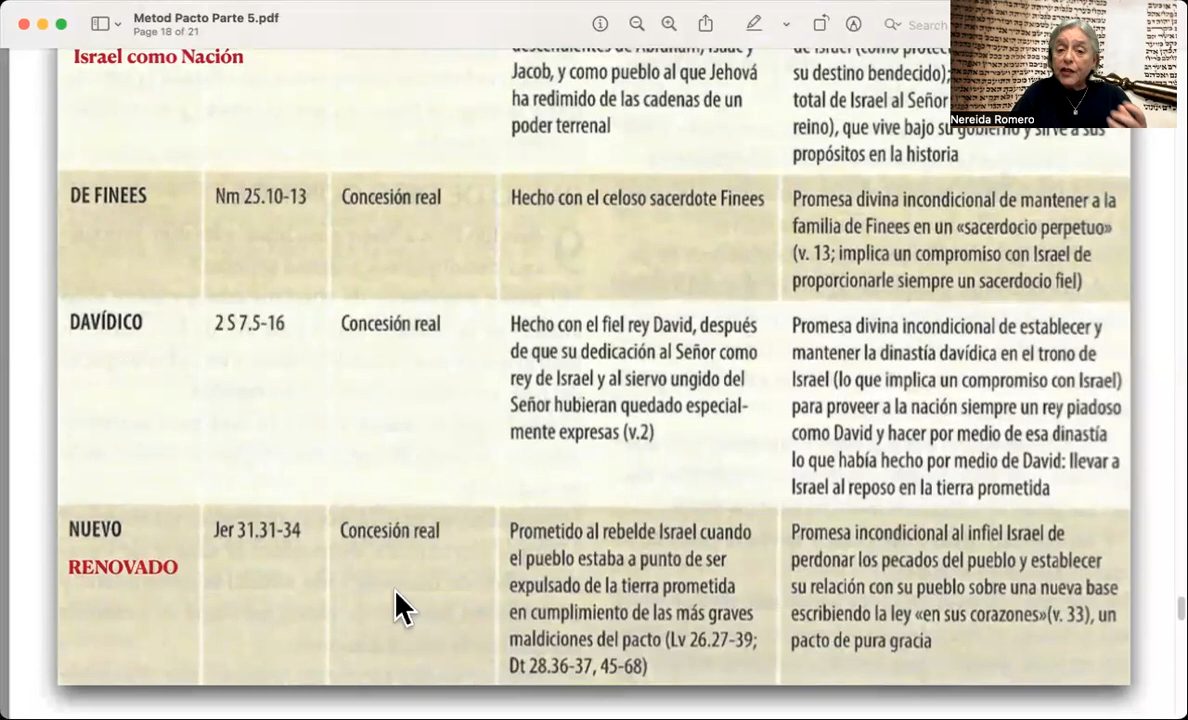 Metod Pacto Parte 5.pdf
Page 18 of 21
Search
Nereida Romero
Israel como Nación
descendientes de Abraham, Isaac y
Jacob, y como pueblo al que Jehová
ha redimido de las cadenas de un
poder terrenal
de Israel (como
su destino bendecido);
total de Israel al Señor
reino), que vive bajo su gobierno y sirve a sus
propósitos en la historia
DE FINEES
Nm 25.10-13
Concesión real
Hecho con el celoso sacerdote Finees
Promesa divina incondicional de mantener a la
familia de Finees en un «sacerdocio perpetuo»
(v. 13; implica un compromiso con Israel de
proporcionarle siempre un sacerdocio fiel)
DAVÍDICO
2 S 7.5-16
Concesión real
Hecho con el fiel rey David, después
de que su dedicación al Señor como
rey de Israel y al siervo ungido del
Señor hubieran quedado especial-
mente expresas (v.2)
Promesa divina incondicional de establecer y
mantener la dinastía davídica en el trono de
Israel (lo que implica un compromiso con Israel)
para proveer a la nación siempre un rey piadoso
como David y hacer por medio de esa dinastía
lo que había hecho por medio de David: llevar a
Israel al reposo en la tierra prometida
NUEVO
RENOVADO
Jer 31.31-34
Concesión real
Prometido al rebelde Israel cuando
el pueblo estaba a punto de ser
expulsado de la tierra prometida
en cumplimiento de las más graves
maldiciones del pacto (Lv 26.27-39;
Dt 28.36-37, 45-68)
Promesa incondicional al infiel Israel de
perdonar los pecados del pueblo y establecer
su relación con su pueblo sobre una nueva base
escribiendo la ley «en sus corazones»(v. 33), un
pacto de pura gracia